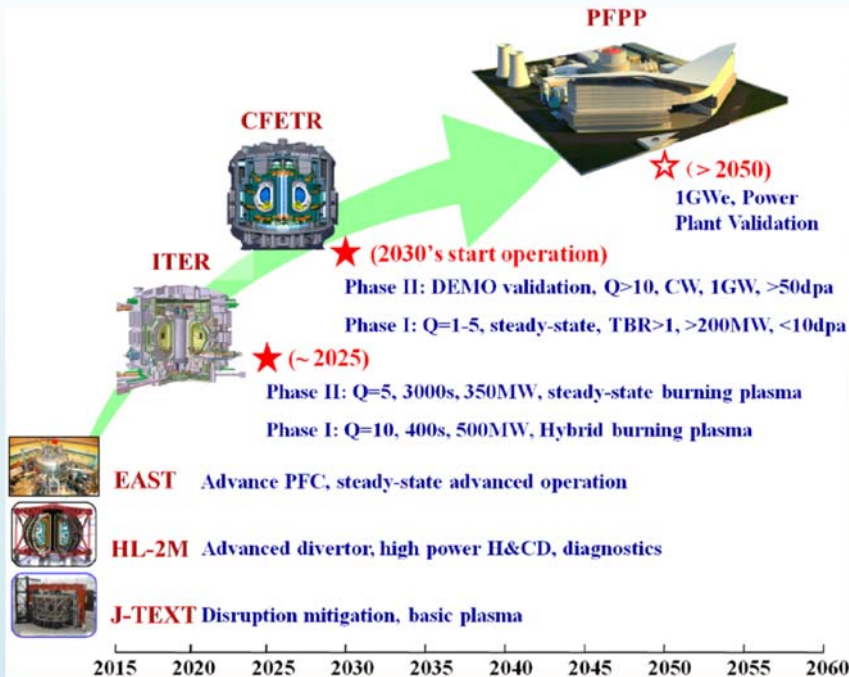 PFPP
CFETR
(> 2050)
1GWe, Power
Plant Validation
(2030's start operation)
ITER
Phase II: DEMO validation, Q>10, CW, 1GW, >50dpa
Phase I: Q=1-5, steady-state, TBR>1, >200MW, <10dpa
(~ 2025)
Phase II: Q=5, 3000s, 350MW, steady-state burning plasma
Phase I: Q=10, 400s, 500MW, Hybrid burning plasma
EAST Advance PFC, steady-state advanced operation
HL-2M Advanced divertor, high power H&CD, diagnostics
J-TEXT Disruption mitigation, basic plasma
2015 2020 2025 2030 2035 2040 2045 2050 2055 2060